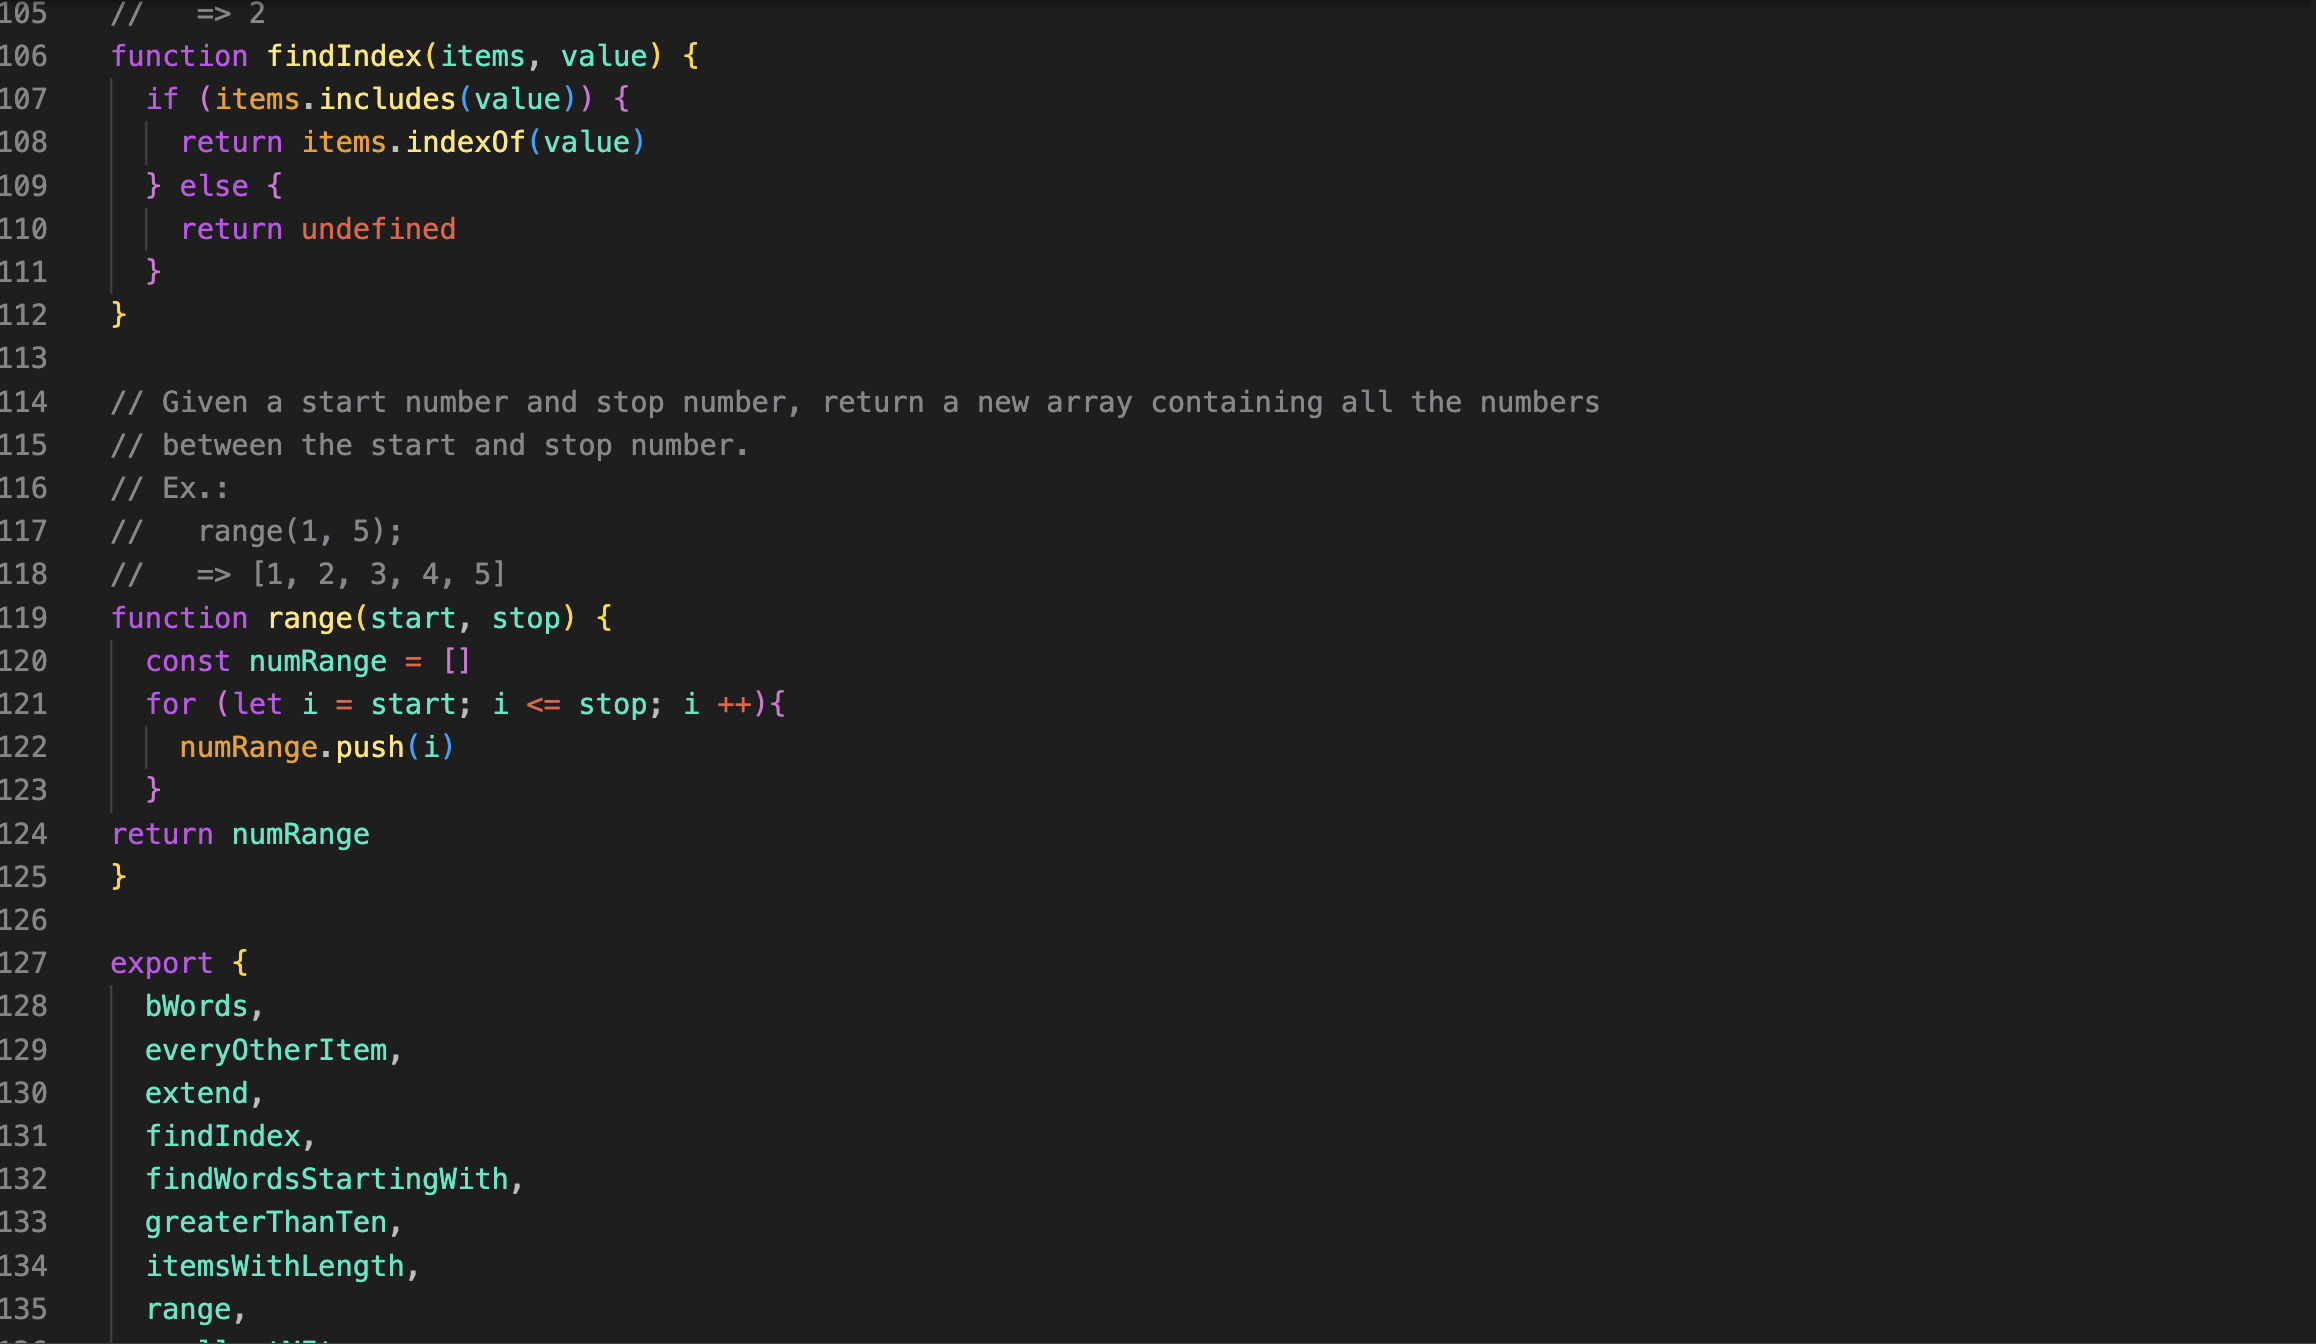 105 //   => 2
106 function findIndex(items, value) {
107   if (items.includes(value)) {
108     return items.indexOf(value)
109   } else {
110     return undefined
111   }
112 }
113
114 // Given a start number and stop number, return a new array containing all the numbers
115 // between the start and stop number.
116 // Ex.:
117 //   range(1, 5);
118 //   => [1, 2, 3, 4, 5]
119 function range(start, stop) {
120   const numRange = []
121   for (let i = start; i <= stop; i ++){
122     numRange.push(i)
123   }
124 return numRange
125 }
126
127 export {
128   bWords,
129   everyOtherItem,
130   extend,
131   findIndex,
132   findWordsStartingWith,
133   greaterThanTen,
134   itemsWithLength,
135   range,